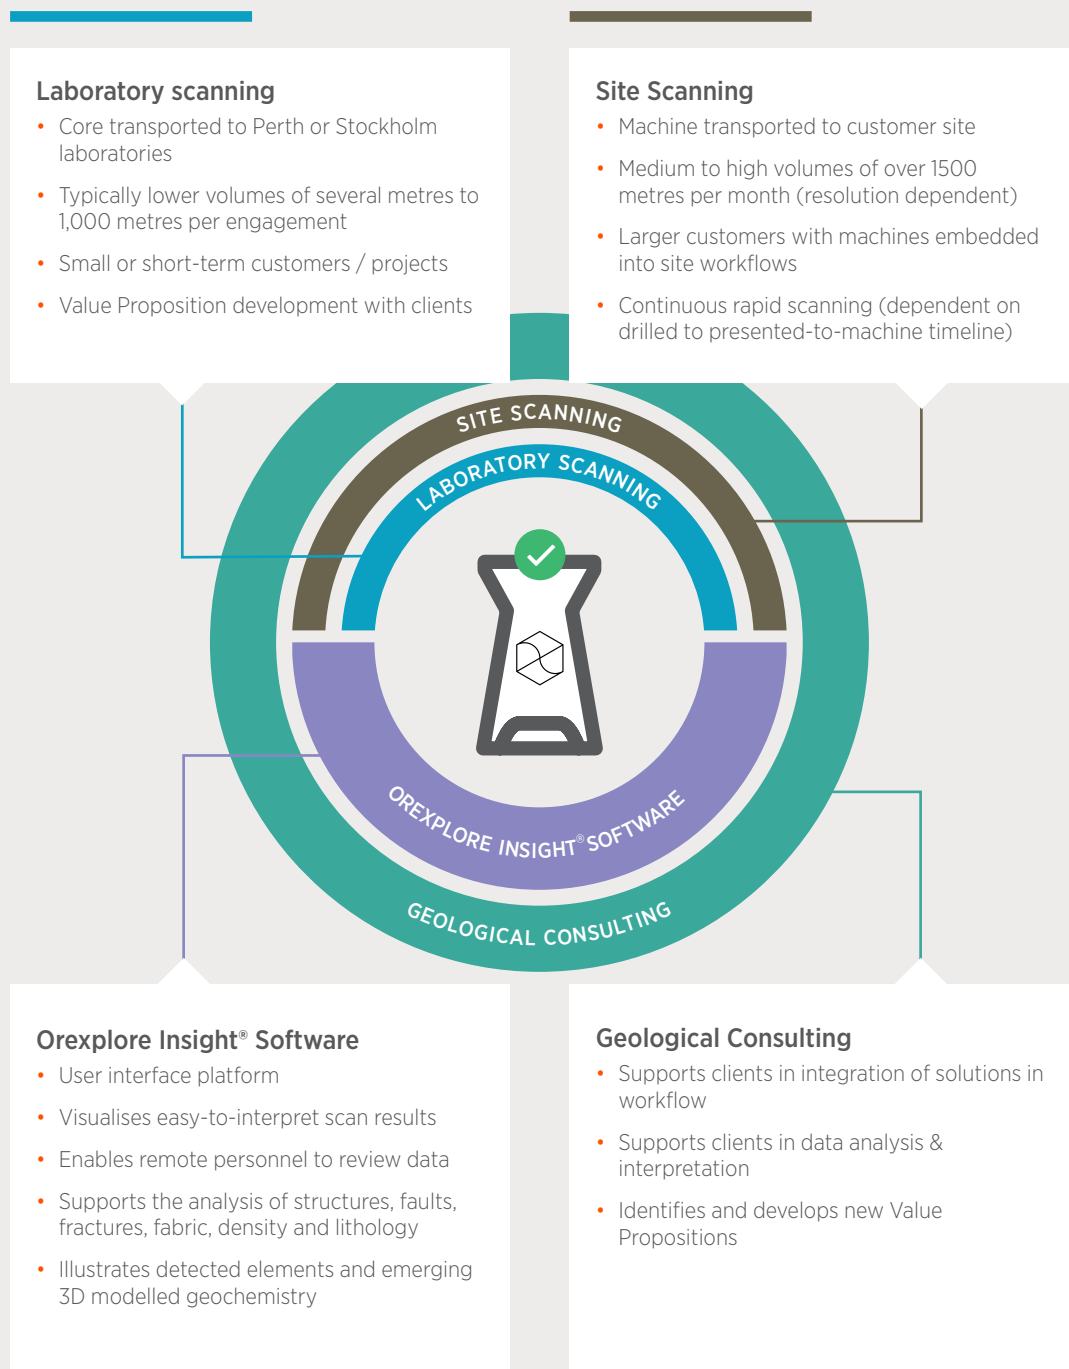 Laboratory scanning
• Core transported to Perth or Stockholm
laboratories
• Typically lower volumes of several metres to
1,000 metres per engagement
• Small or short-term customers / projects
• Value Proposition development with clients
Site Scanning
• Machine transported to customer site
• Medium to high volumes of over 1500
metres per month (resolution dependent)
• Larger customers with machines embedded
into site workflows
• Continuous rapid scanning (dependent on
drilled to presented-to-machine timeline)
SITE SCANNING
LABORATORY SCANNING
OREXPLORE INSIGHT® SOFTWARE
GEOLOGICAL CONSULTING
Orexplore Insight® Software
• User interface platform
• Visualises easy-to-interpret scan results
• Enables remote personnel to review data
• Supports the analysis of structures, faults,
fractures, fabric, density and lithology
• Illustrates detected elements and emerging
3D modelled geochemistry
Geological Consulting
• Supports clients in integration of solutions in
workflow
• Supports clients in data analysis &
interpretation
• Identifies and develops new Value
Propositions